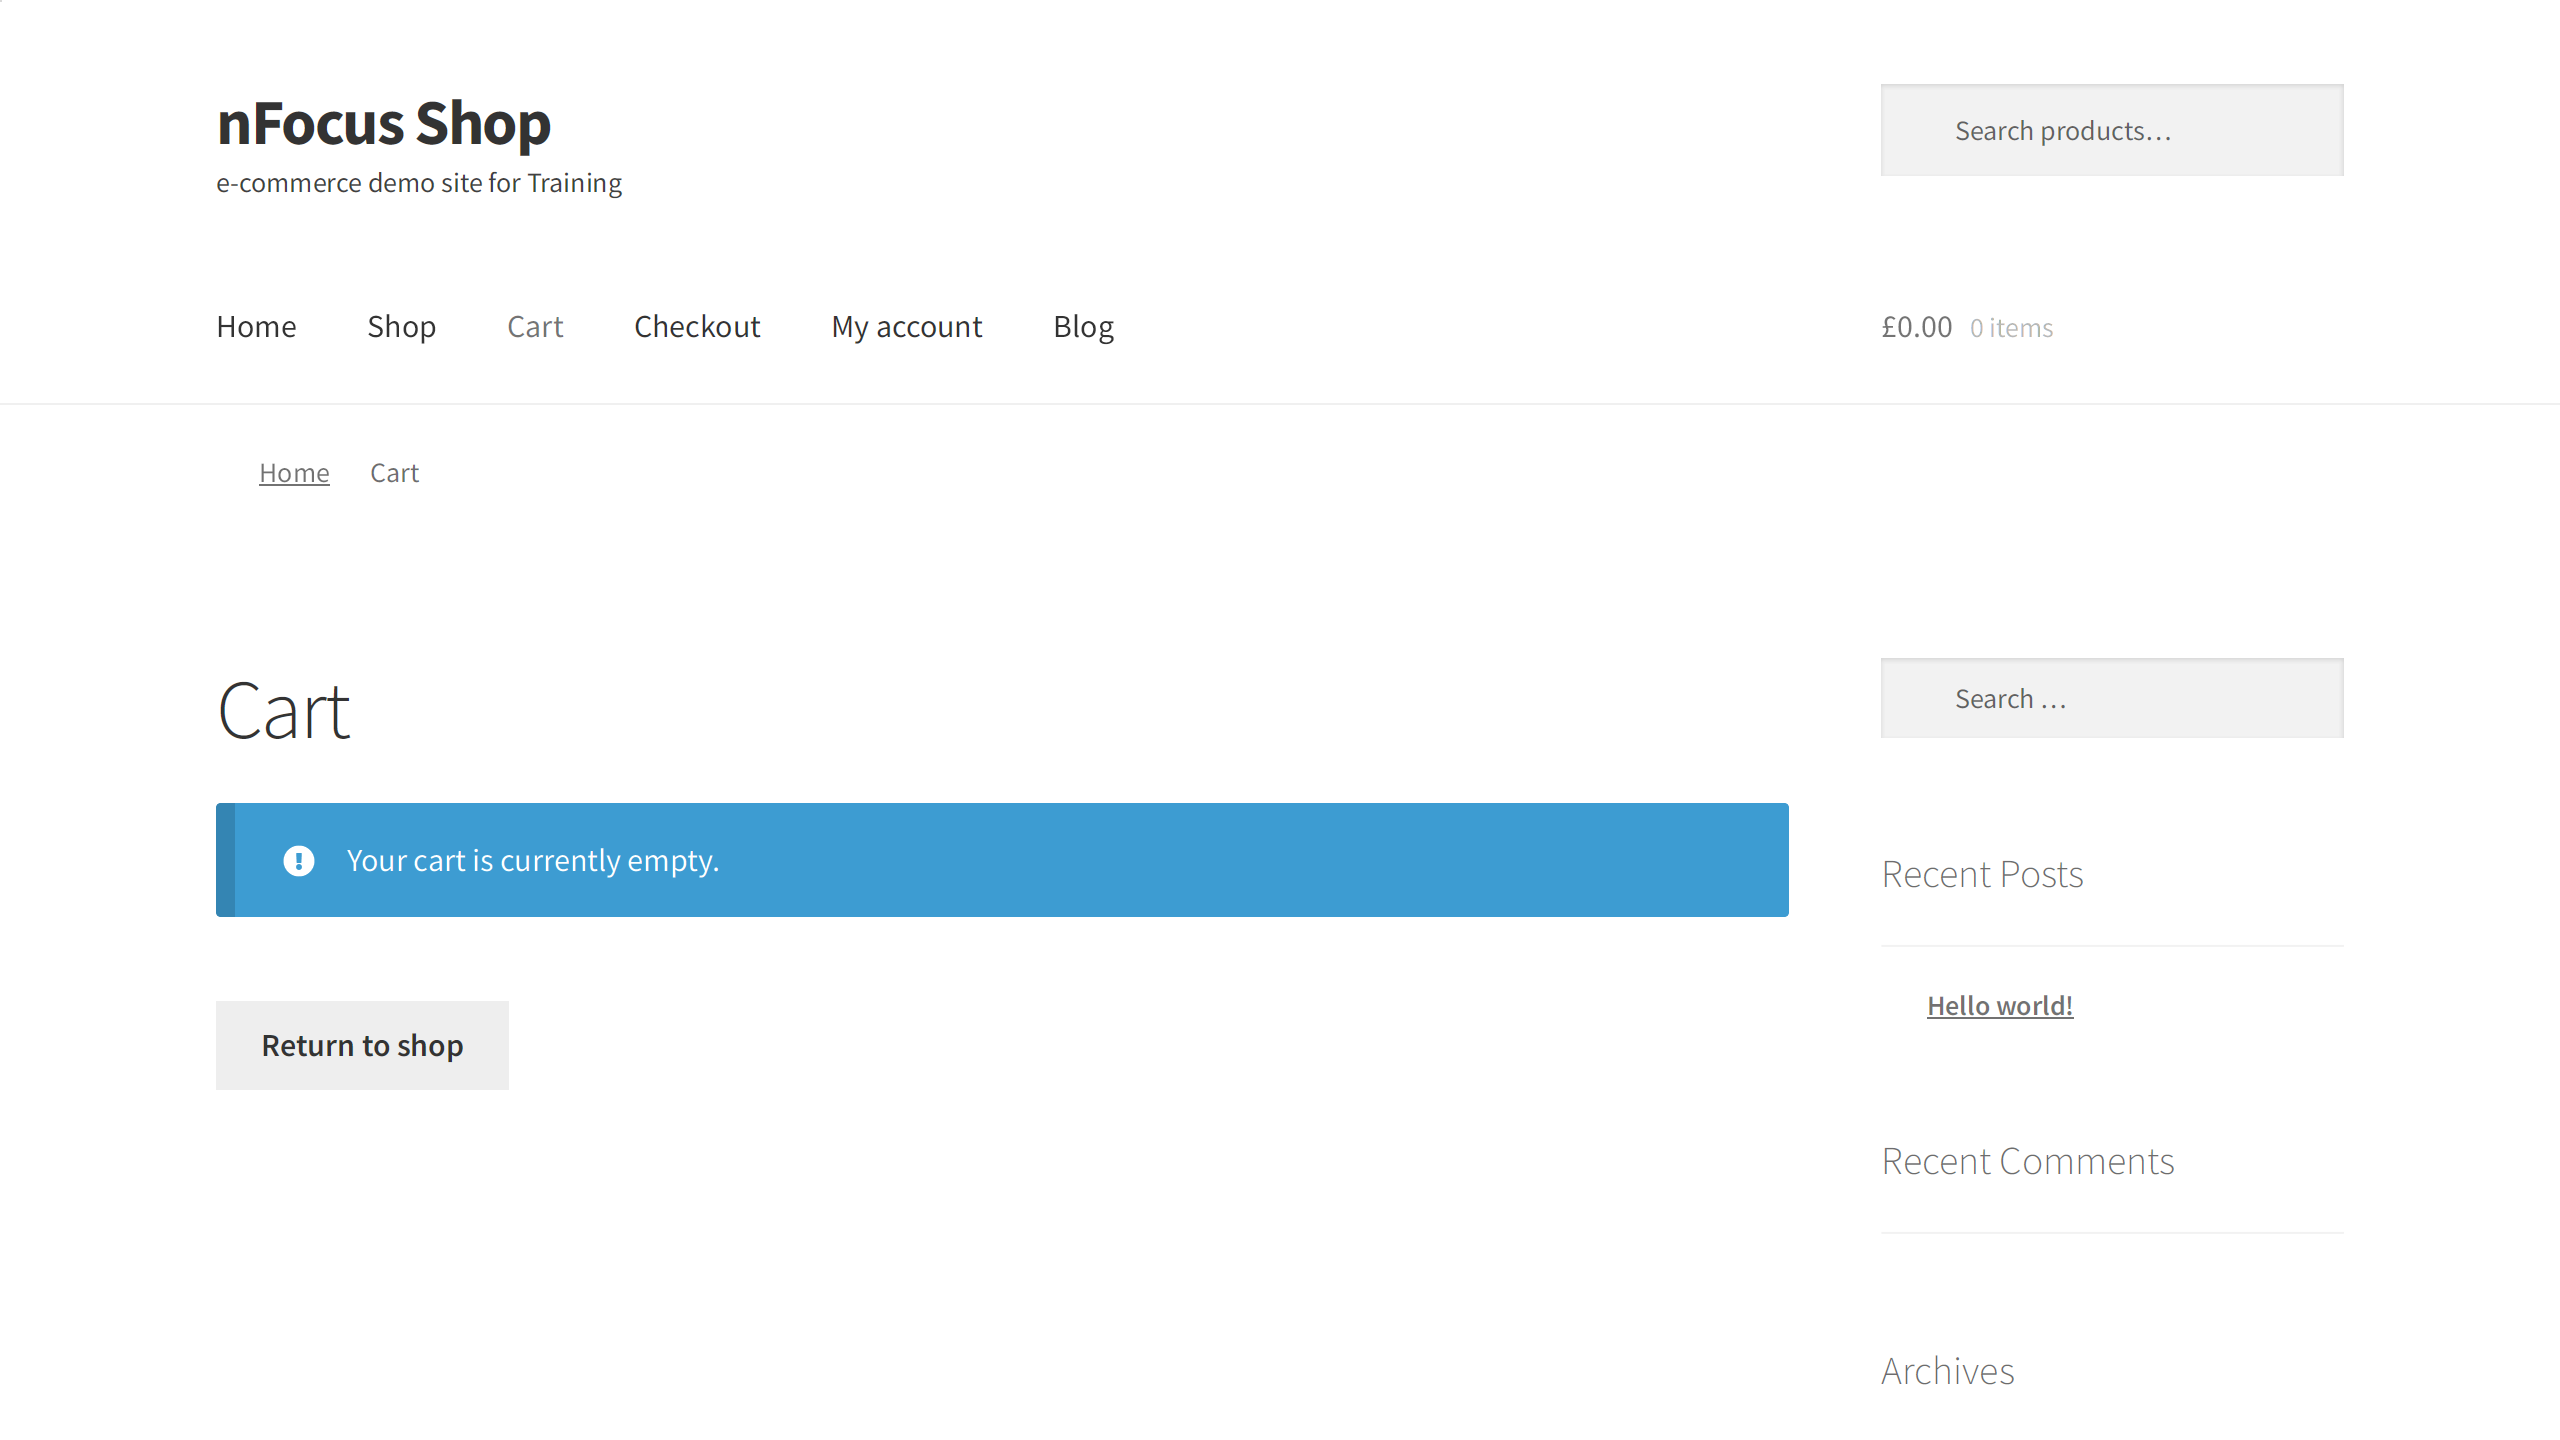 nFocus Shop
e-commerce demo site for Training
Search products…
Home Shop Cart Checkout My account Blog
£0.00 0 items
Home Cart
Cart
Your cart is currently empty.
Return to shop
Search …
Recent Posts
Hello world!
Recent Comments
Archives